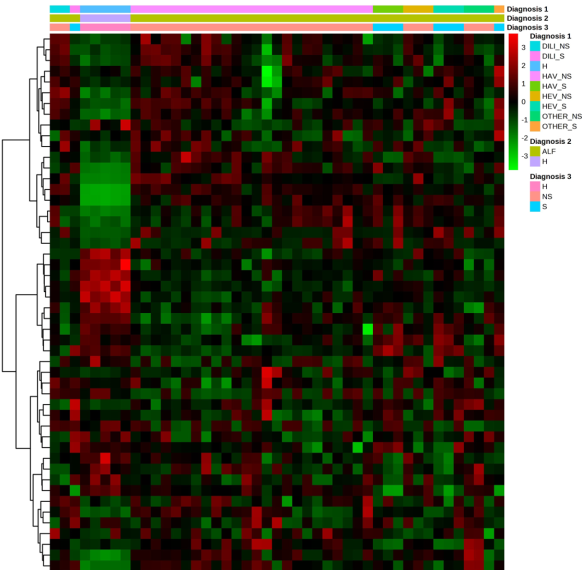 Diagnosis 1
Diagnosis 2
Diagnosis 3
3
2
1
0
-1
-2
-3
Diagnosis 1
DILI_NS
DILI_S
H
HAV_NS
HAV_S
HEV_NS
HEV_S
OTHER_NS
OTHER_S
Diagnosis 2
ALF
H
Diagnosis 3
H
NS
S